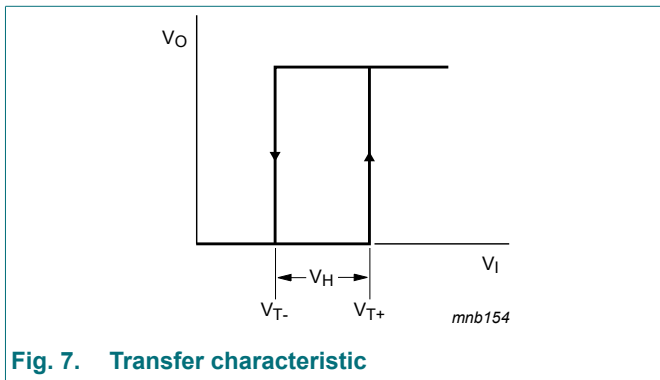 VO
VH
VI
VT-
VT+
mnb154
Fig. 7. Transfer characteristic